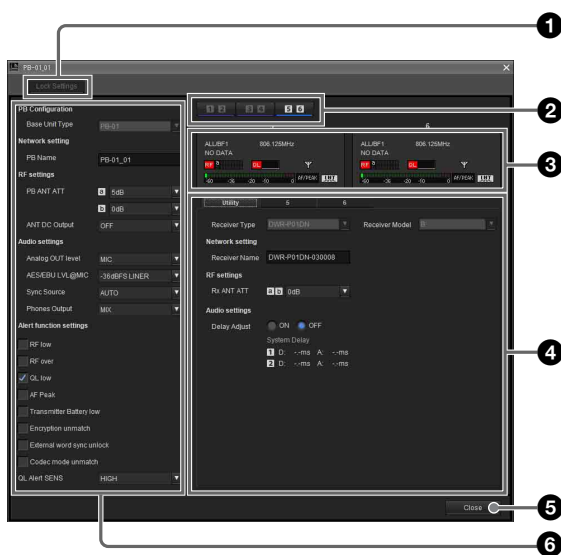 1
PB-01_01
Lock Settings
1 2 3 4 5 6
2
6
PB Configuration
Base Unit Type PB-01
Network setting
PB Name PB-01_01
RF settings
PB ANT ATT a 5dB
b 0dB
ANT DC Output OFF
Audio settings
Analog OUT level MIC
AES/EBU LVL@MIC -36dBFS LINER
Sync Source AUTO
Phones Output MIX
Alert function settings
RF low
RF over
QL low
AF Peak
Transmitter Battery low
Encryption unmatch
External word sync unlock
Codec mode unmatch
QL Alert SENS HIGH
ALL/BF1 806.125MHz
NO DATA
RF b QL
-60 -36 -20 -10 0 AF/PEAK
ALL/BF1 806.125MHz
NO DATA
RF b QL
-60 -36 -20 -10 0 AF/PEAK
3
Utility 5 6
Receiver Type DWR-P01DN Receiver Model B
Network setting
Receiver Name DWR-P01DN-030008
RF settings
Rx ANT ATT a b 0dB
Audio settings
Delay Adjust ON OFF
System Delay
1 D: -.-ms A: -.-ms
2 D: -.-ms A: -.-ms
4
Close
5
6